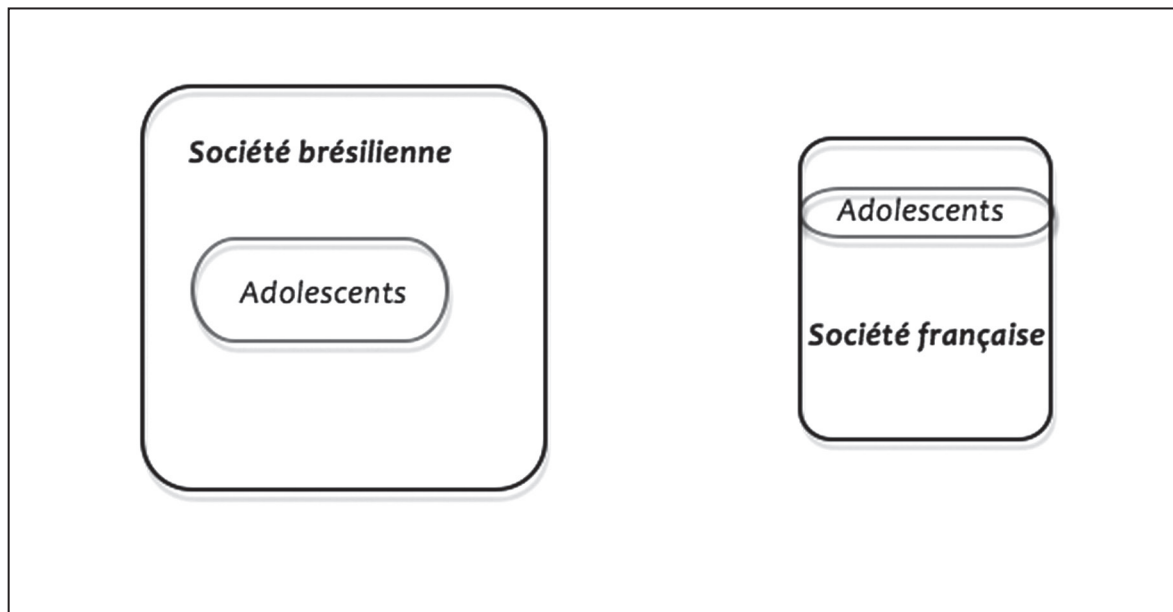 Société brésilienne
Adolescents
Adolescents
Société française